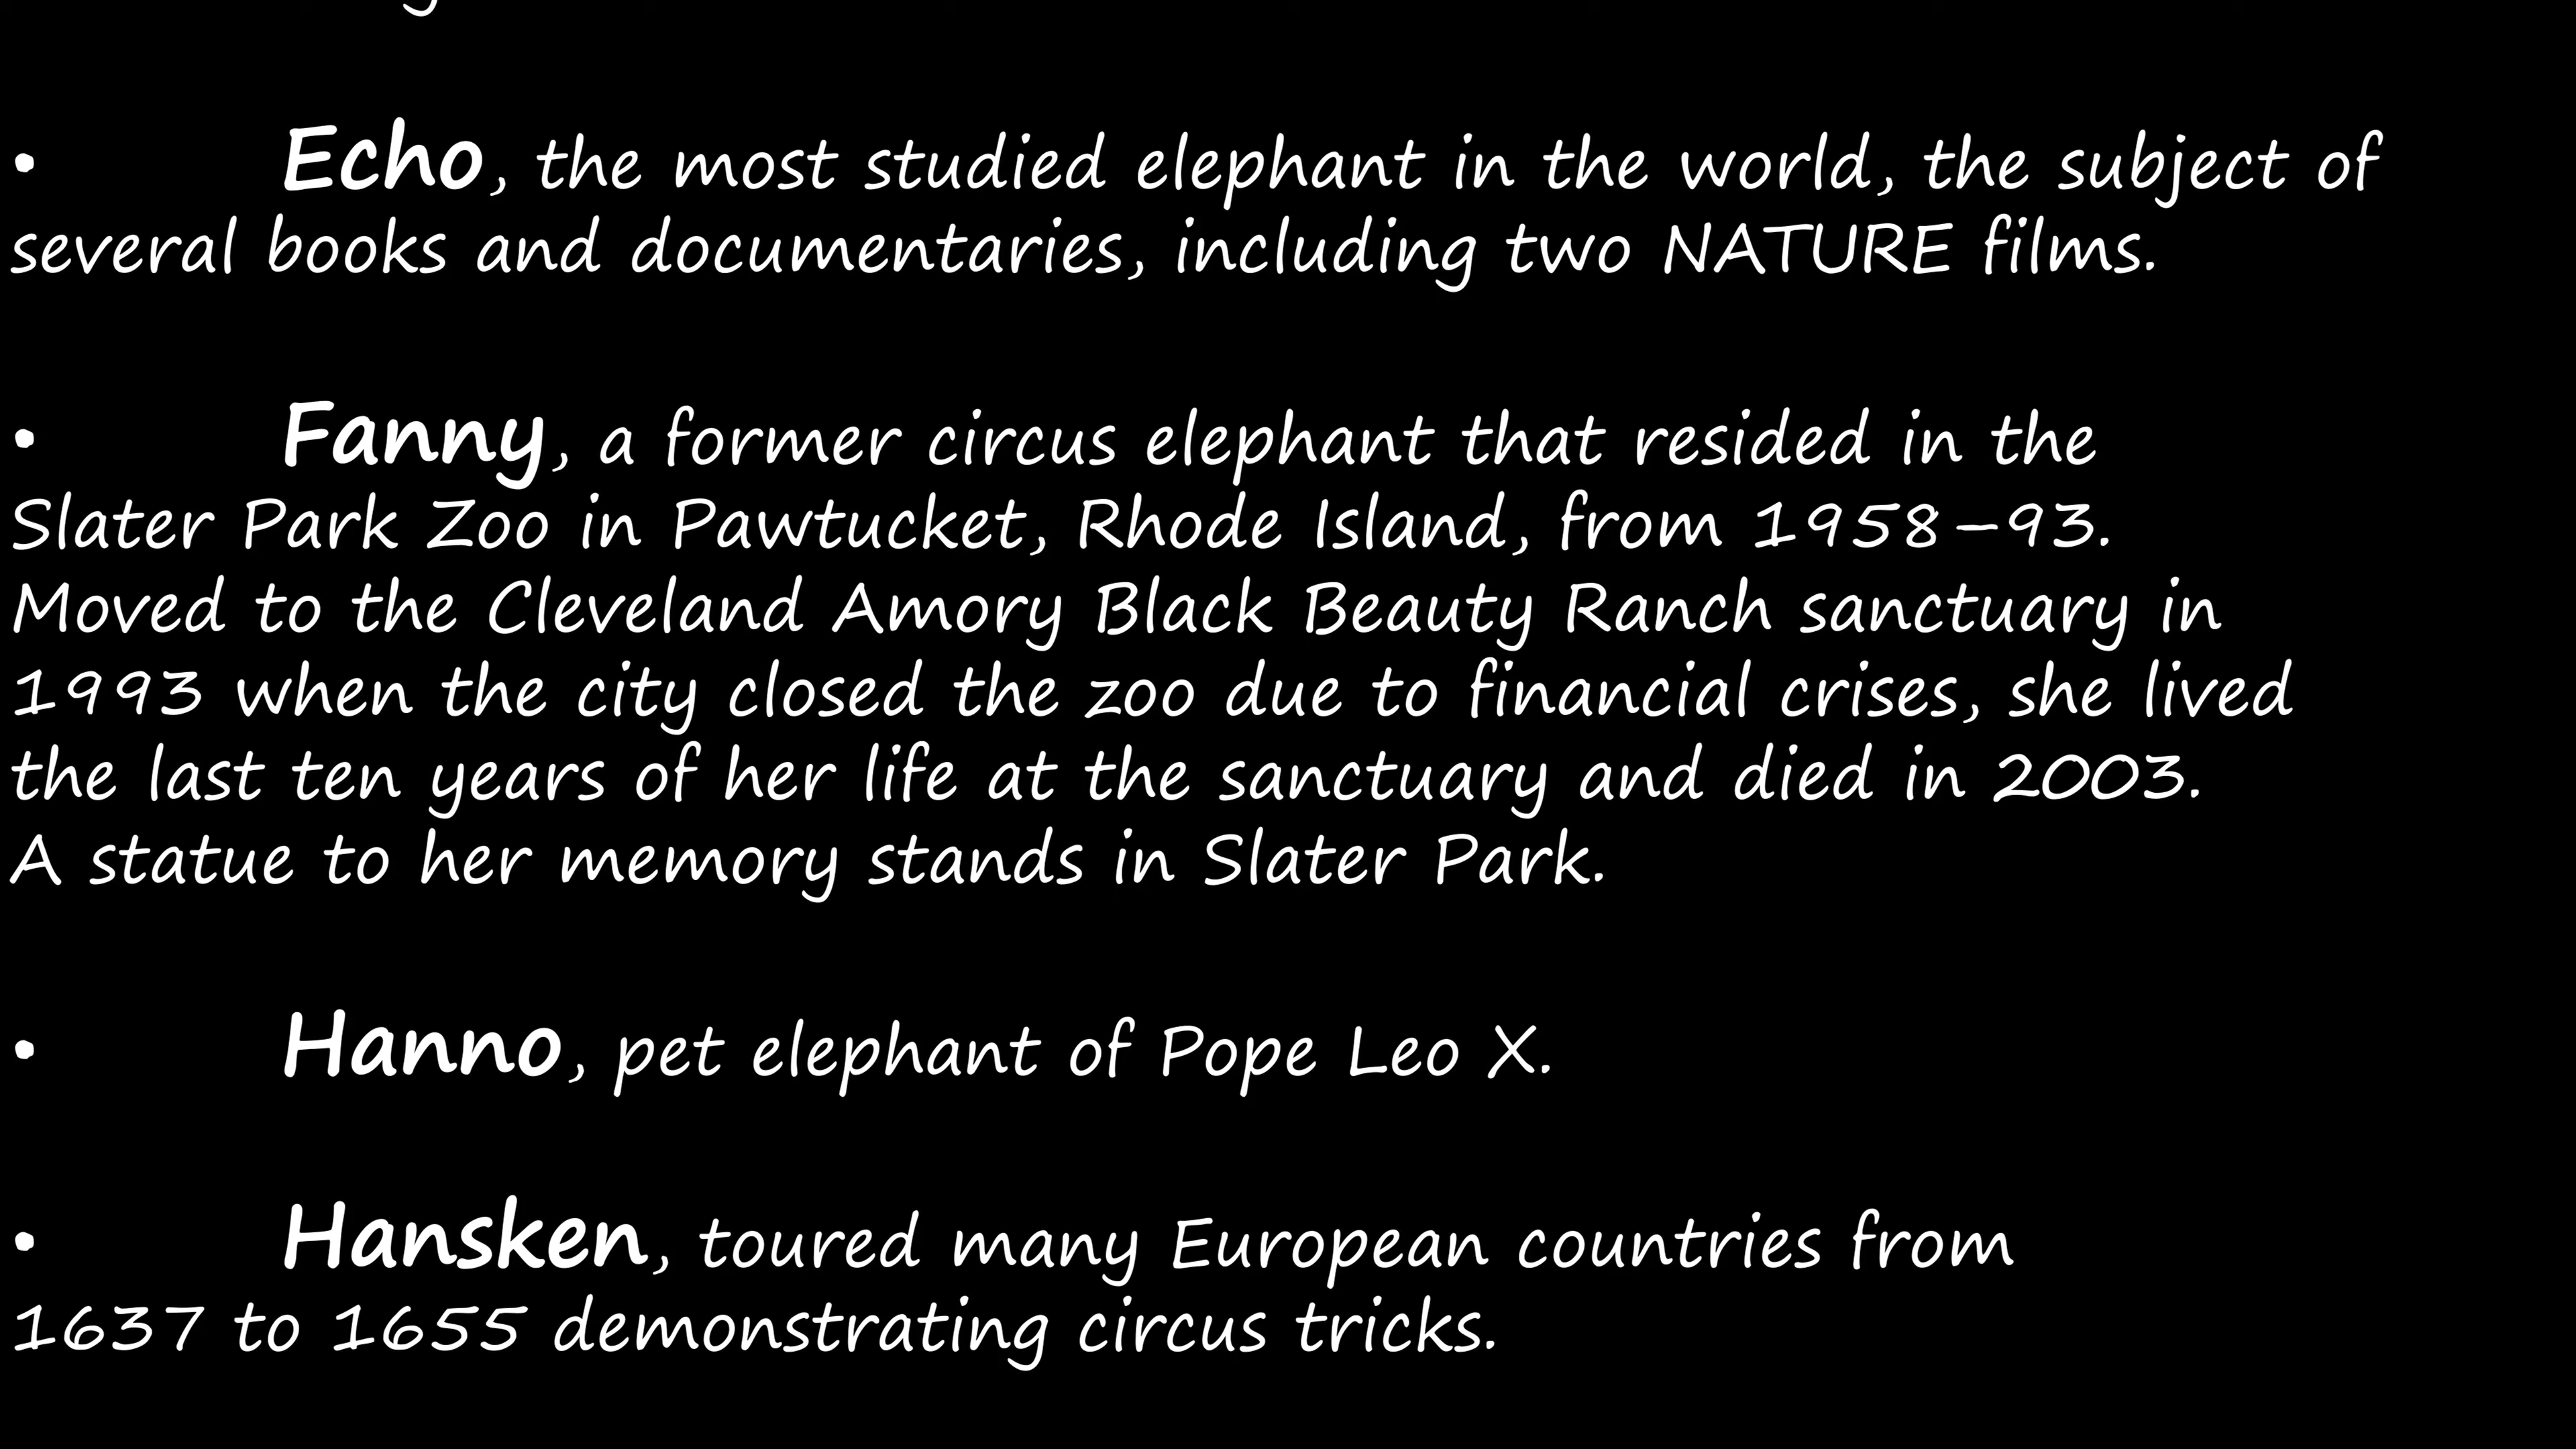 • Echo, the most studied elephant in the world, the subject of
several books and documentaries, including two NATURE films.
• Fanny, a former circus elephant that resided in the
Slater Park Zoo in Pawtucket, Rhode Island, from 1958–93.
Moved to the Cleveland Amory Black Beauty Ranch sanctuary in
1993 when the city closed the zoo due to financial crises, she lived
the last ten years of her life at the sanctuary and died in 2003.
A statue to her memory stands in Slater Park.
• Hanno, pet elephant of Pope Leo X.
• Hansken, toured many European countries from
1637 to 1655 demonstrating circus tricks.